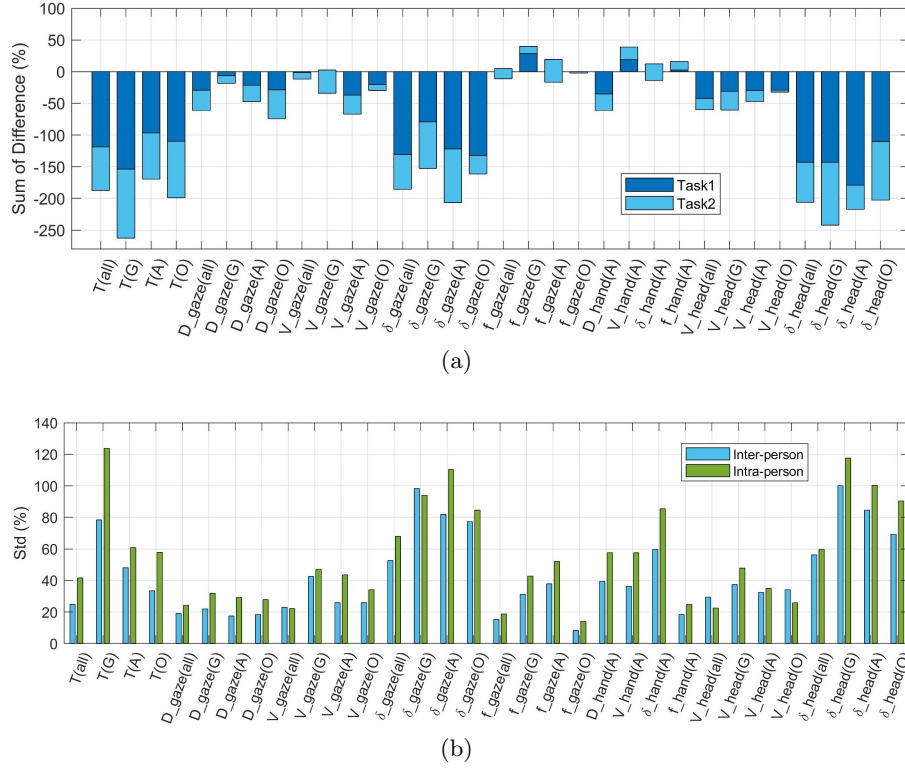 100
50
0
-50
-100
-150
-200
-250
Sum of Difference (%)
Task1
Task2
T(all)
T(G)
T(A)
T(O)
D_gaze(all)
D_gaze(G)
D_gaze(A)
D_gaze(O)
V_gaze(all)
V_gaze(G)
V_gaze(A)
V_gaze(O)
δ_gaze(all)
δ_gaze(G)
δ_gaze(A)
δ_gaze(O)
f_gaze(all)
f_gaze(G)
f_gaze(A)
f_gaze(O)
D_hand(A)
V_hand(A)
δ_hand(A)
f_hand(A)
V_head(all)
V_head(G)
V_head(A)
V_head(O)
δ_head(all)
δ_head(G)
δ_head(A)
δ_head(O)
(a)
140
120
100
80
60
40
20
0
Std (%)
Inter-person
Intra-person
T(all)
T(G)
T(A)
T(O)
D_gaze(all)
D_gaze(G)
D_gaze(A)
D_gaze(O)
V_gaze(all)
V_gaze(G)
V_gaze(A)
V_gaze(O)
δ_gaze(all)
δ_gaze(G)
δ_gaze(A)
δ_gaze(O)
f_gaze(all)
f_gaze(G)
f_gaze(A)
f_gaze(O)
D_hand(A)
V_hand(A)
δ_hand(A)
f_hand(A)
V_head(all)
V_head(G)
V_head(A)
V_head(O)
δ_head(all)
δ_head(G)
δ_head(A)
δ_head(O)
(b)